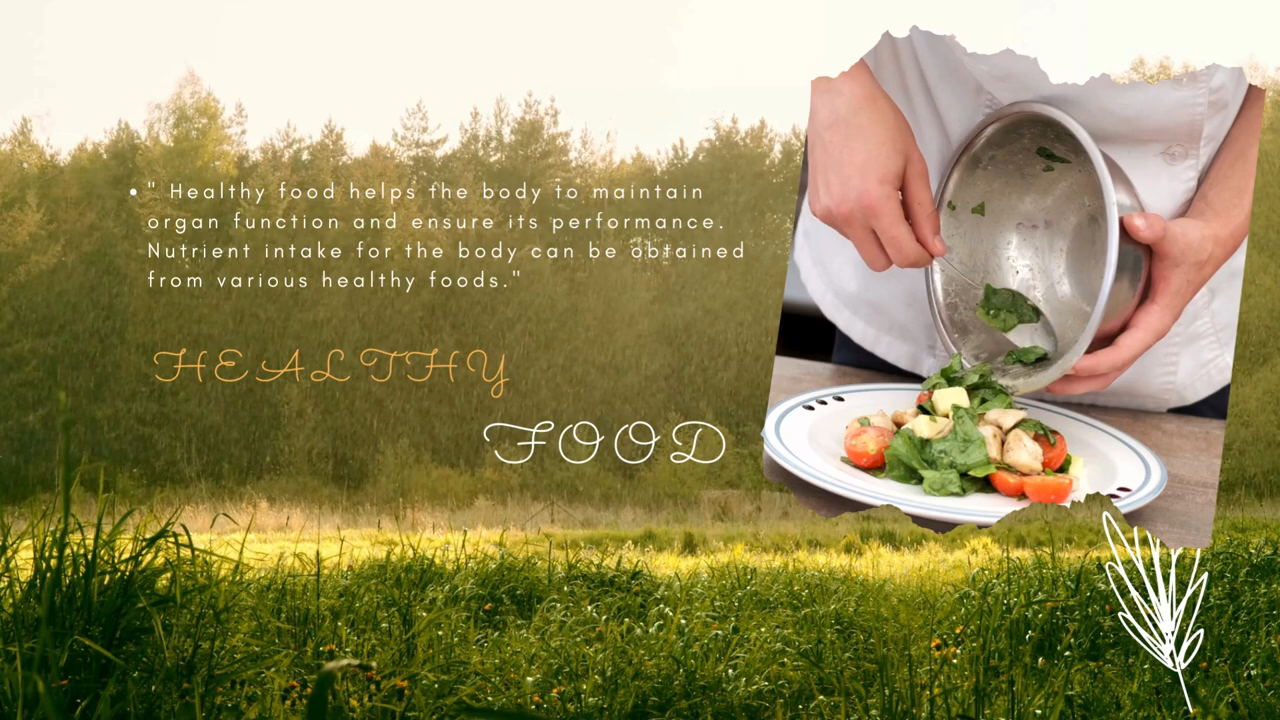 • " Healthy food helps the body to maintain
organ function and ensure its performance.
Nutrient intake for the body can be obtained
from various healthy foods."
HEALTHY
FOOD